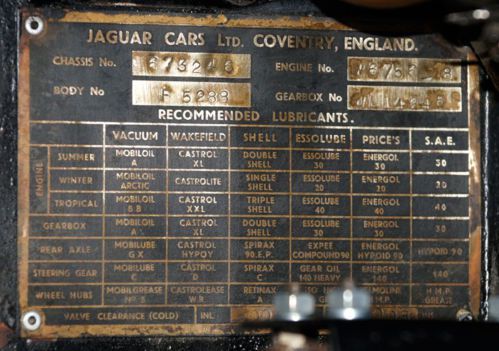 JAGUAR CARS LTD. COVENTRY, ENGLAND.
CHASSIS No. 673246 ENGINE No.
BODY No F 5289 GEARBOX No
RECOMMENDED LUBRICANTS.
VACUUM WAKEFIELD SHELL ESSOLUBE PRICE'S S.A.E.
ENGINE
SUMMER MOBILOIL A CASTROL XL DOUBLE SHELL ESSOLUBE 30 ENERGOL 30 30
WINTER MOBILOIL ARCTIC CASTROLITE SINGLE SHELL ESSOLUBE 20 ENERGOL 20 20
TROPICAL MOBILOIL B B CASTROL XXL TRIPLE SHELL ESSOLUBE 40 ENERGOL 40 40
GEARBOX MOBILOIL A CASTROL XL DOUBLE SHELL ESSOLUBE 30 ENERGOL 30 30
REAR AXLE MOBILUBE G X CASTROL HYPOY SPIRAX 90.E.P. EXPEE COMPOUND 90 ENERGOL HYPOID 90 HYPOID 90
STEERING GEAR MOBILUBE C CASTROL D SPIRAX C GEAR OIL 140 HEAVY ENERGOL 140 140
WHEEL HUBS MOBILGREASE Nº 5 CASTROLEASE W.R. RETINAX A H.M.P. H.M.P. GREASE
VALVE CLEARANCE (COLD) INL.